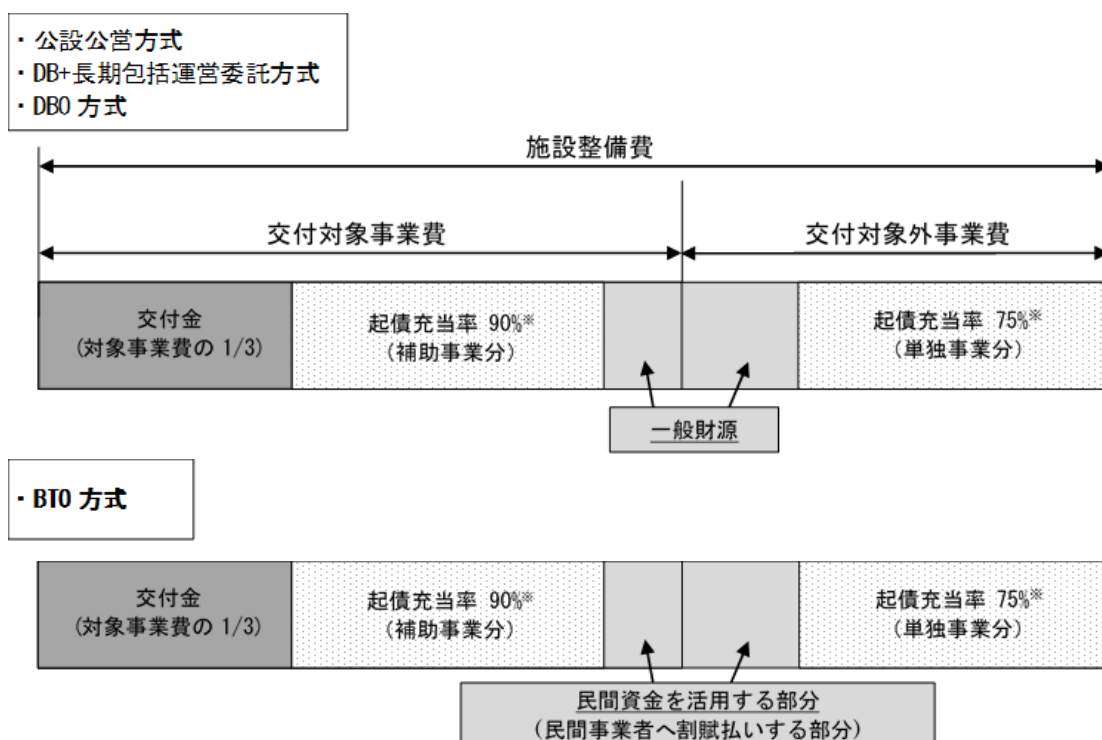 ・公設公営方式
・DB+長期包括運営委託方式
・DBO 方式
施設整備費
交付対象事業費
交付対象外事業費
交付金
(対象事業費の 1/3)
起債充当率 90%※
(補助事業分)
起債充当率 75%※
(単独事業分)
一般財源
・BTO 方式
交付金
(対象事業費の 1/3)
起債充当率 90%※
(補助事業分)
起債充当率 75%※
(単独事業分)
民間資金を活用する部分
(民間事業者へ割賦払いする部分)